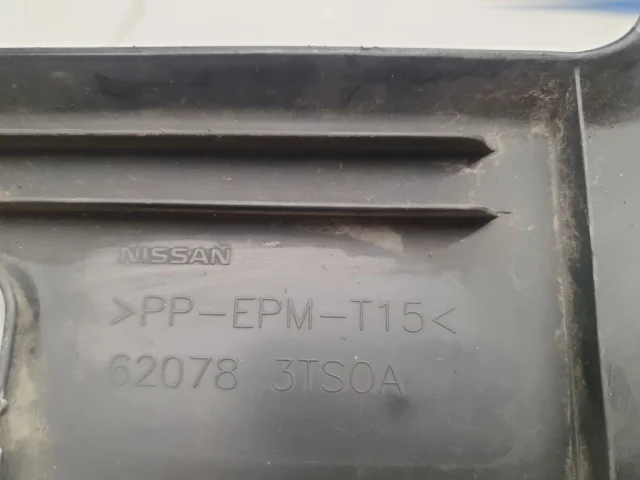 NISSAN
>PP-EPM-T15<
62078 3TS0A